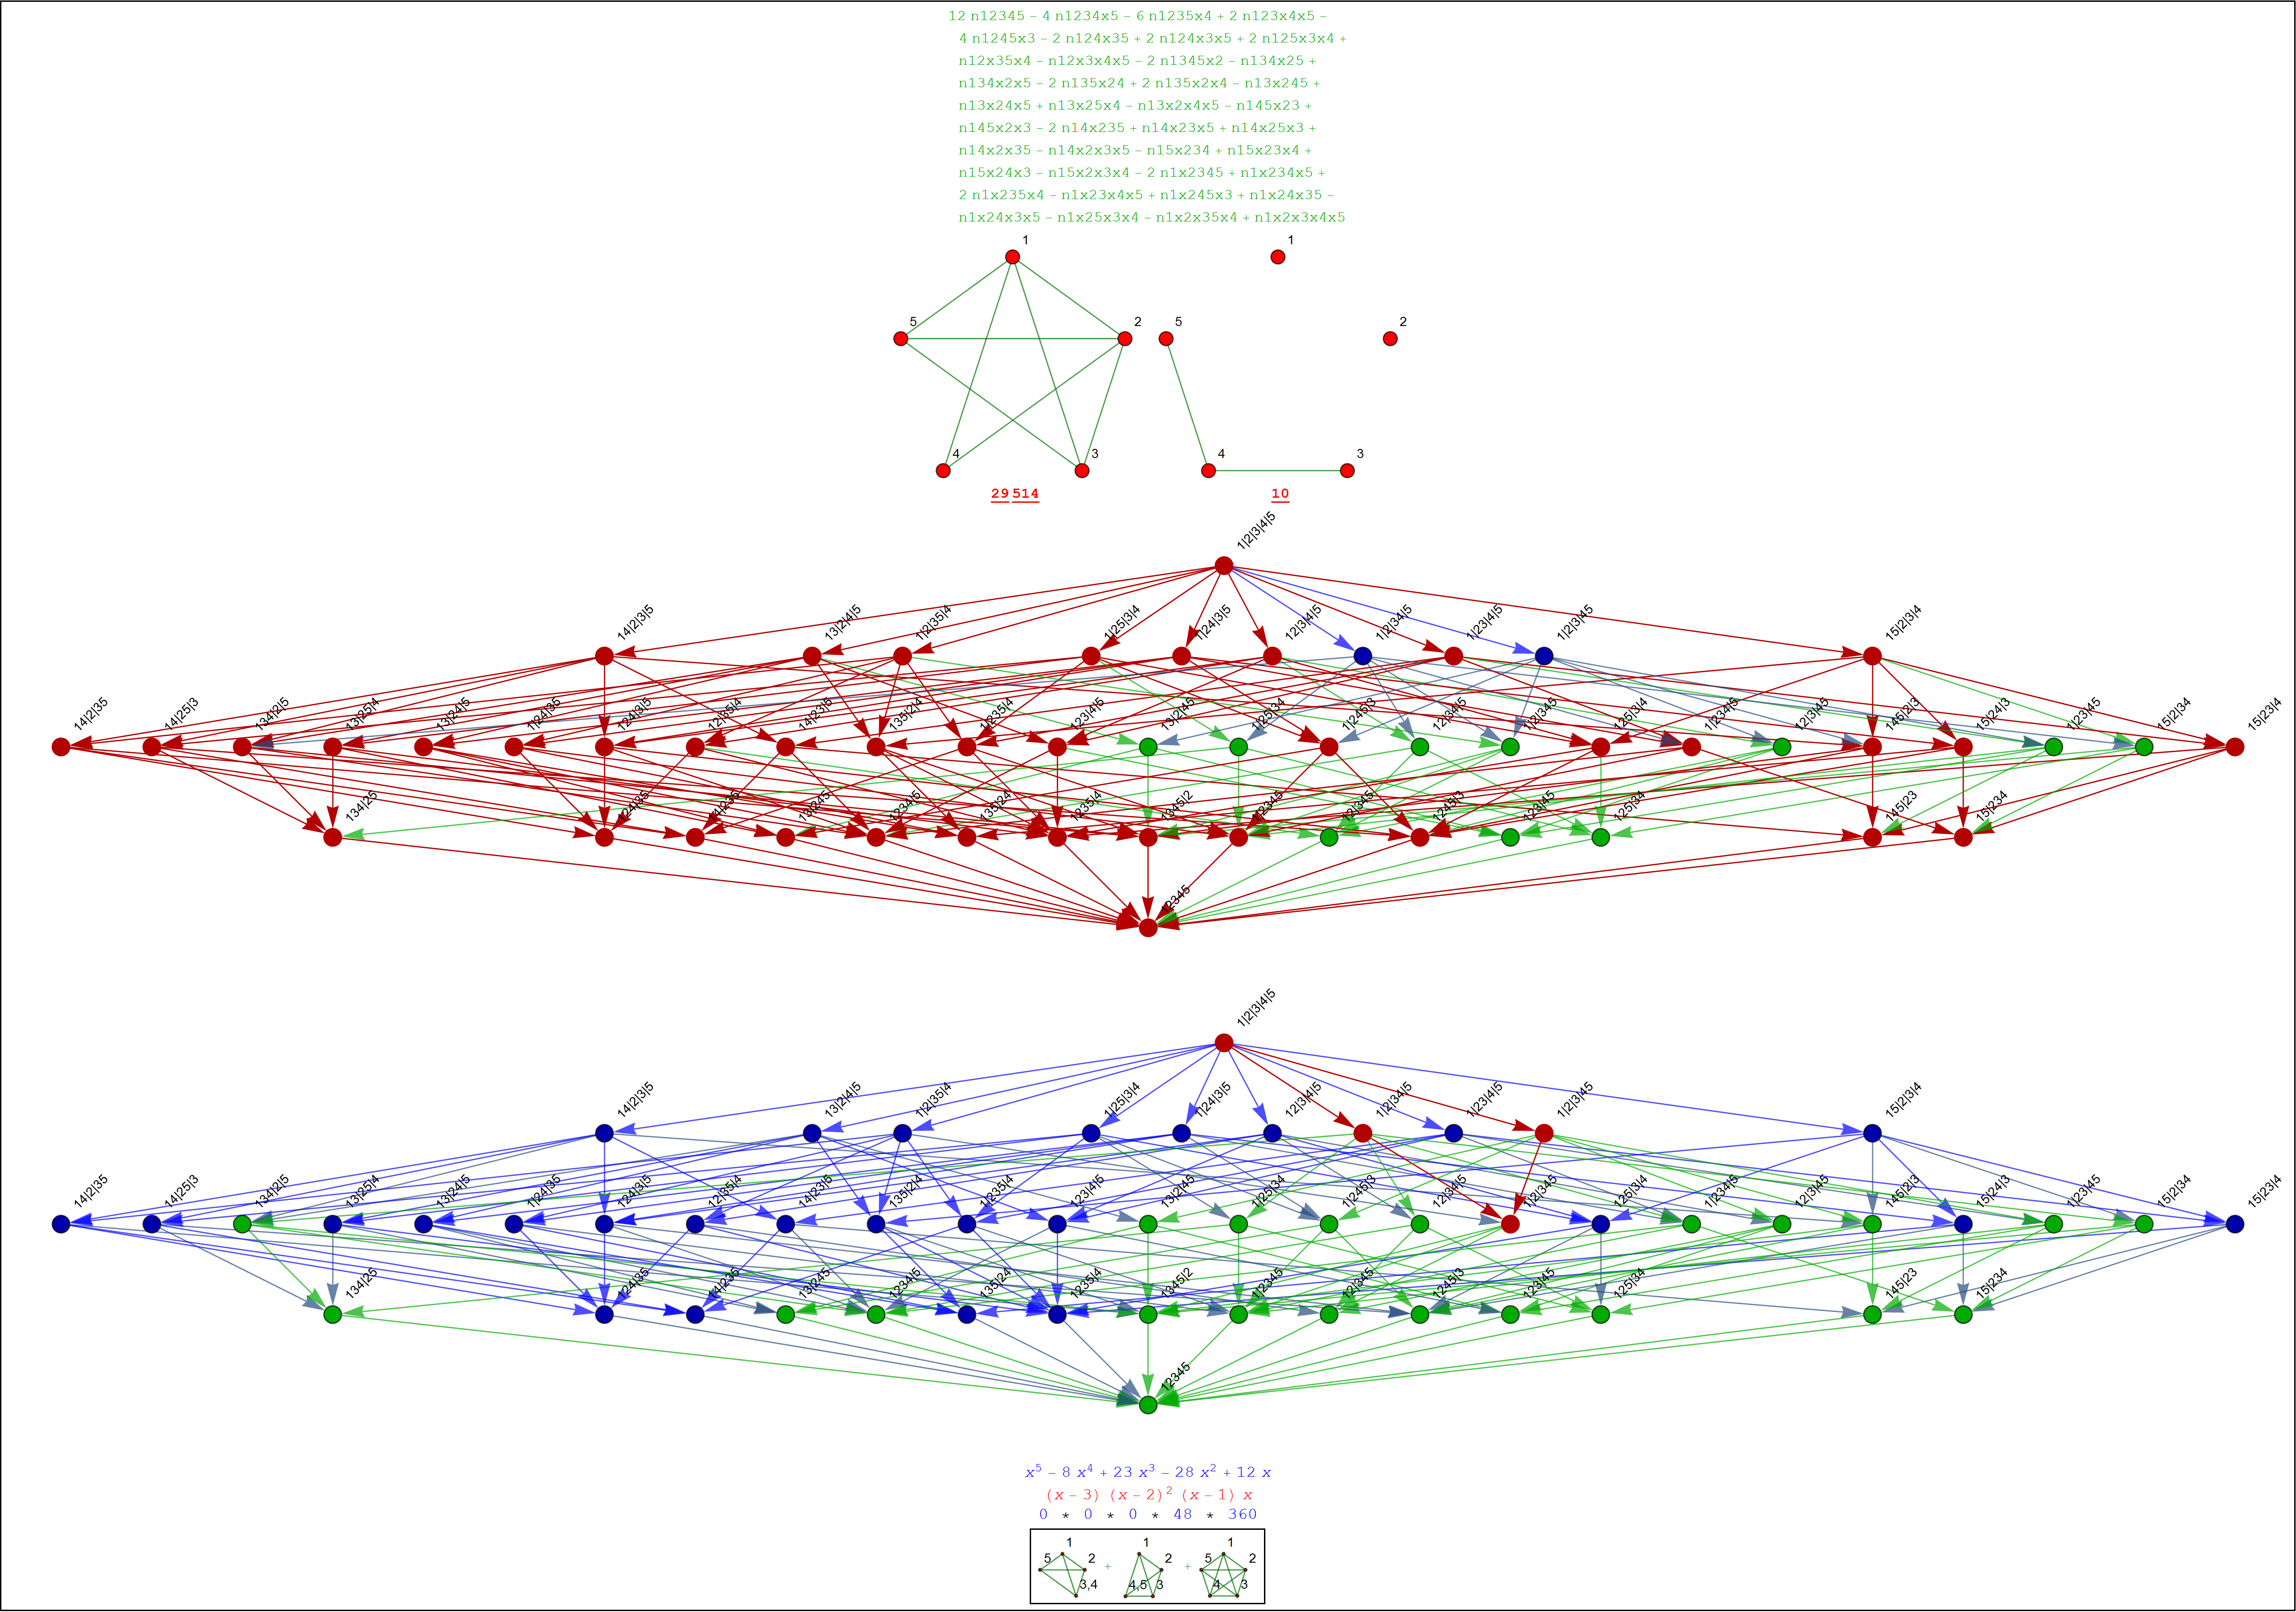 12 n12345 – 4 n1234x5 – 6 n1235x4 + 2 n123x4x5 –
4 n1245x3 – 2 n124x35 + 2 n124x3x5 + 2 n125x3x4 +
n12x35x4 – n12x3x4x5 – 2 n1345x2 – n134x25 +
n134x2x5 – 2 n135x24 + 2 n135x2x4 – n13x245 +
n13x24x5 + n13x25x4 – n13x2x4x5 – n145x23 +
n145x2x3 – 2 n14x235 + n14x23x5 + n14x25x3 +
n14x2x35 – n14x2x3x5 – n15x234 + n15x23x4 +
n15x24x3 – n15x2x3x4 – 2 n1x2345 + n1x234x5 +
2 n1x235x4 – n1x23x4x5 + n1x245x3 + n1x24x35 –
n1x24x3x5 – n1x25x3x4 – n1x2x35x4 + n1x2x3x4x5
1 1
5 2 5 2
4 3 4 3
29 514 10
1|2|3|4|5
14|2|3|5 13|2|4|5 1|2|35|4 1|25|3|4 1|24|3|5 12|3|4|5 1|2|34|5 1|23|4|5 1|2|3|45 15|2|3|4
14|2|35 14|25|3 134|2|5 13|25|4 13|24|5 1|24|35 124|3|5 12|35|4 14|23|5 135|2|4 1|235|4 123|4|5 13|2|45 1|25|34 1|245|3 12|34|5 1|2|345 125|3|4 1|234|5 12|3|45 145|2|3 15|24|3 1|23|45 15|2|34 15|23|4
134|25 124|35 14|235 13|245 1234|5 135|24 1235|4 1345|2 1|2345 12|345 1245|3 123|45 125|34 145|23 15|234
12345
1|2|3|4|5
14|2|3|5 13|2|4|5 1|2|35|4 1|25|3|4 1|24|3|5 12|3|4|5 1|2|34|5 1|23|4|5 1|2|3|45 15|2|3|4
14|2|35 14|25|3 134|2|5 13|25|4 13|24|5 1|24|35 124|3|5 12|35|4 14|23|5 135|2|4 1|235|4 123|4|5 13|2|45 1|25|34 1|245|3 12|34|5 1|2|345 125|3|4 1|234|5 12|3|45 145|2|3 15|24|3 1|23|45 15|2|34 15|23|4
134|25 124|35 14|235 13|245 1234|5 135|24 1235|4 1345|2 1|2345 12|345 1245|3 123|45 125|34 145|23 15|234
12345
x⁵ – 8 x⁴ + 23 x³ – 28 x² + 12 x
(x – 3) (x – 2)² (x – 1) x
0 * 0 * 0 * 48 * 360
1 1 1
5 2 + 2 + 5 2
3,4 4,5 3 4 3